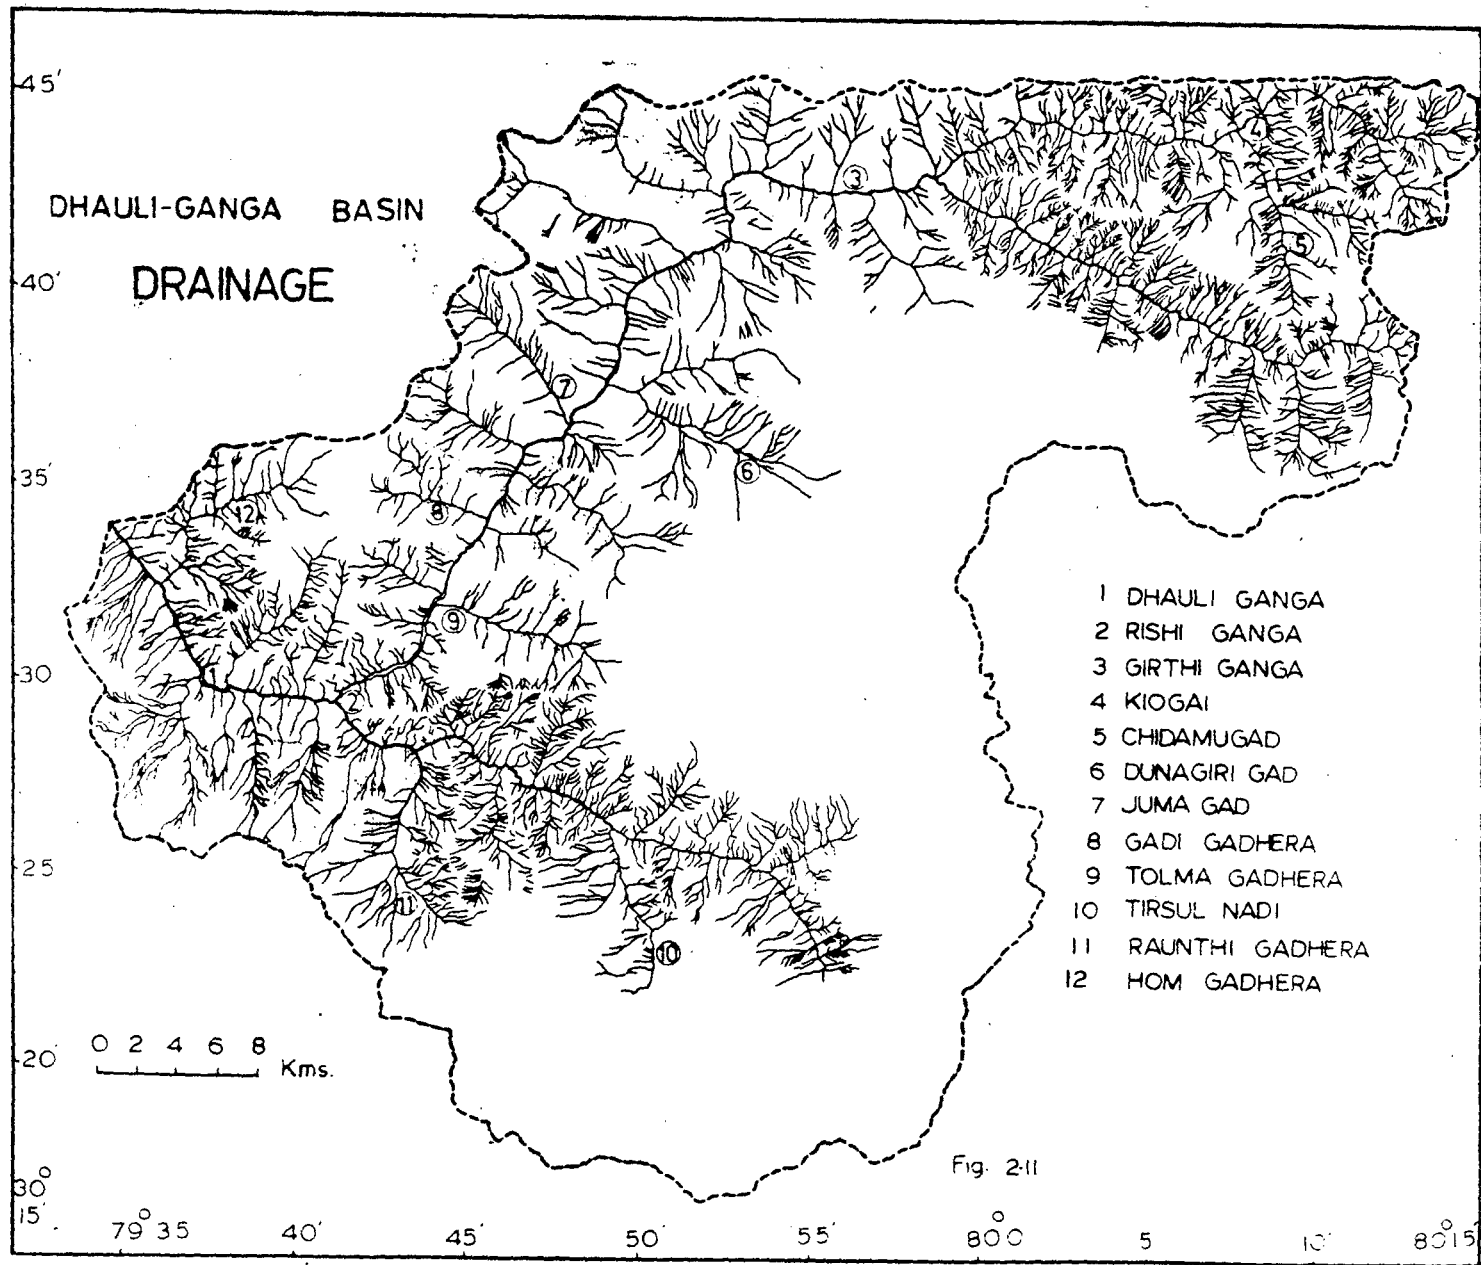 DHAULI-GANGA BASIN
DRAINAGE
45'
40'
35'
30
25
20'
30°
15'
79° 35
40'
45'
50'
55'
80° 0
5
10'
80° 15'
3
4
5
7
6
12
8
9
1
11
10
1 DHAULI GANGA
2 RISHI GANGA
3 GIRTHI GANGA
4 KIOGAI
5 CHIDAMUGAD
6 DUNAGIRI GAD
7 JUMA GAD
8 GADI GADHERA
9 TOLMA GADHERA
10 TIRSUL NADI
11 RAUNTHI GADHERA
12 HOM GADHERA
0 2 4 6 8
Kms.
Fig. 2·11